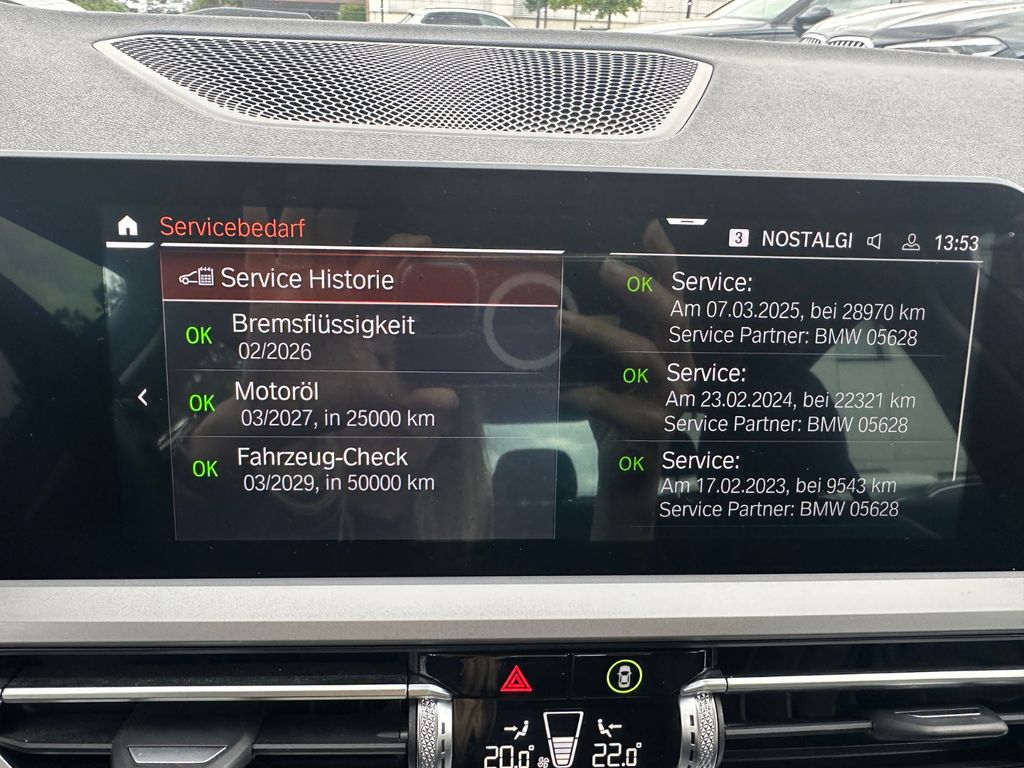 Servicebedarf
3 NOSTALGI 13:53
Service Historie
OK Bremsflüssigkeit
02/2026
OK Motoröl
03/2027, in 25000 km
OK Fahrzeug-Check
03/2029, in 50000 km
OK Service:
Am 07.03.2025, bei 28970 km
Service Partner: BMW 05628
OK Service:
Am 23.02.2024, bei 22321 km
Service Partner: BMW 05628
OK Service:
Am 17.02.2023, bei 9543 km
Service Partner: BMW 05628
20.0° 22.0°